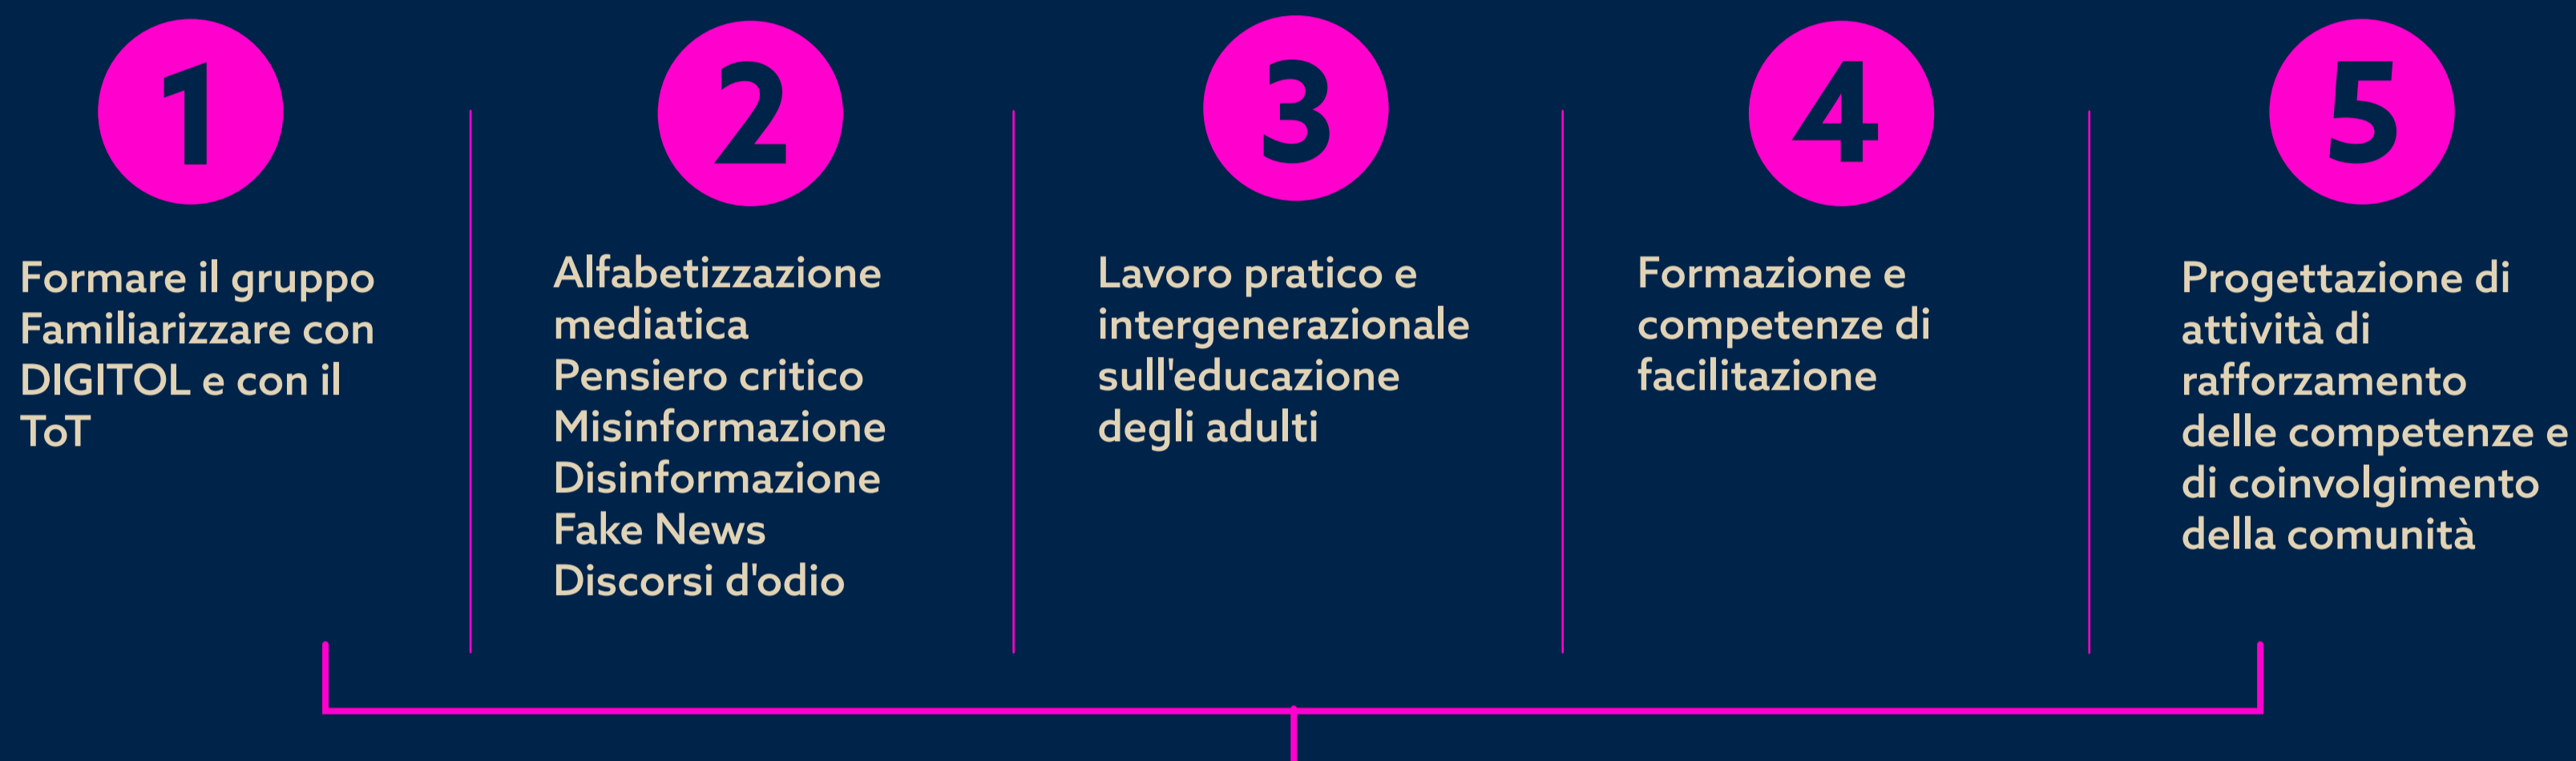 1
Formare il gruppo
Familiarizzare con
DIGITOL e con il
ToT
2
Alfabetizzazione
mediatica
Pensiero critico
Misinformazione
Disinformazione
Fake News
Discorsi d'odio
3
Lavoro pratico e
intergenerazionale
sull'educazione
degli adulti
4
Formazione e
competenze di
facilitazione
5
Progettazione di
attività di
rafforzamento
delle competenze e
di coinvolgimento
della comunità